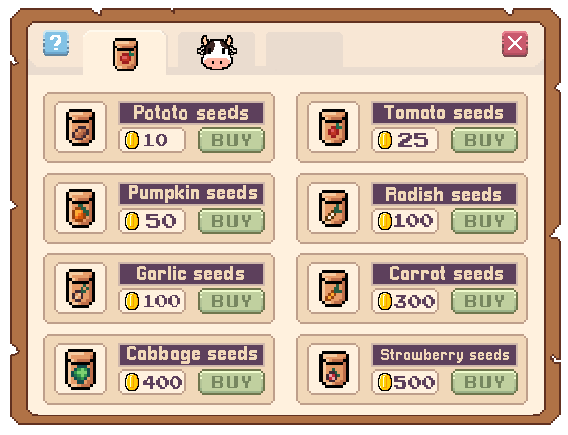 ?
Potato seeds
10 BUY
Tomato seeds
25 BUY
Pumpkin seeds
50 BUY
Radish seeds
100 BUY
Garlic seeds
100 BUY
Carrot seeds
300 BUY
Cabbage seeds
400 BUY
Strawberry seeds
500 BUY